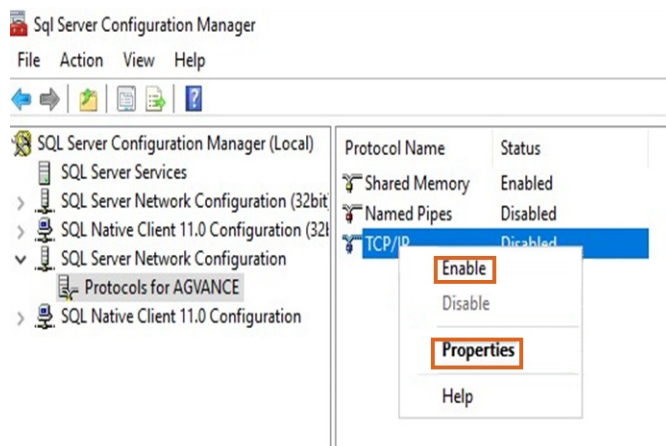 Sql Server Configuration Manager
File Action View Help
SQL Server Configuration Manager (Local)
SQL Server Services
SQL Server Network Configuration (32bit
SQL Native Client 11.0 Configuration (32b
SQL Server Network Configuration
Protocols for AGVANCE
SQL Native Client 11.0 Configuration
Protocol Name Status
Shared Memory Enabled
Named Pipes Disabled
TCP/IP Disabled
Enable
Disable
Properties
Help